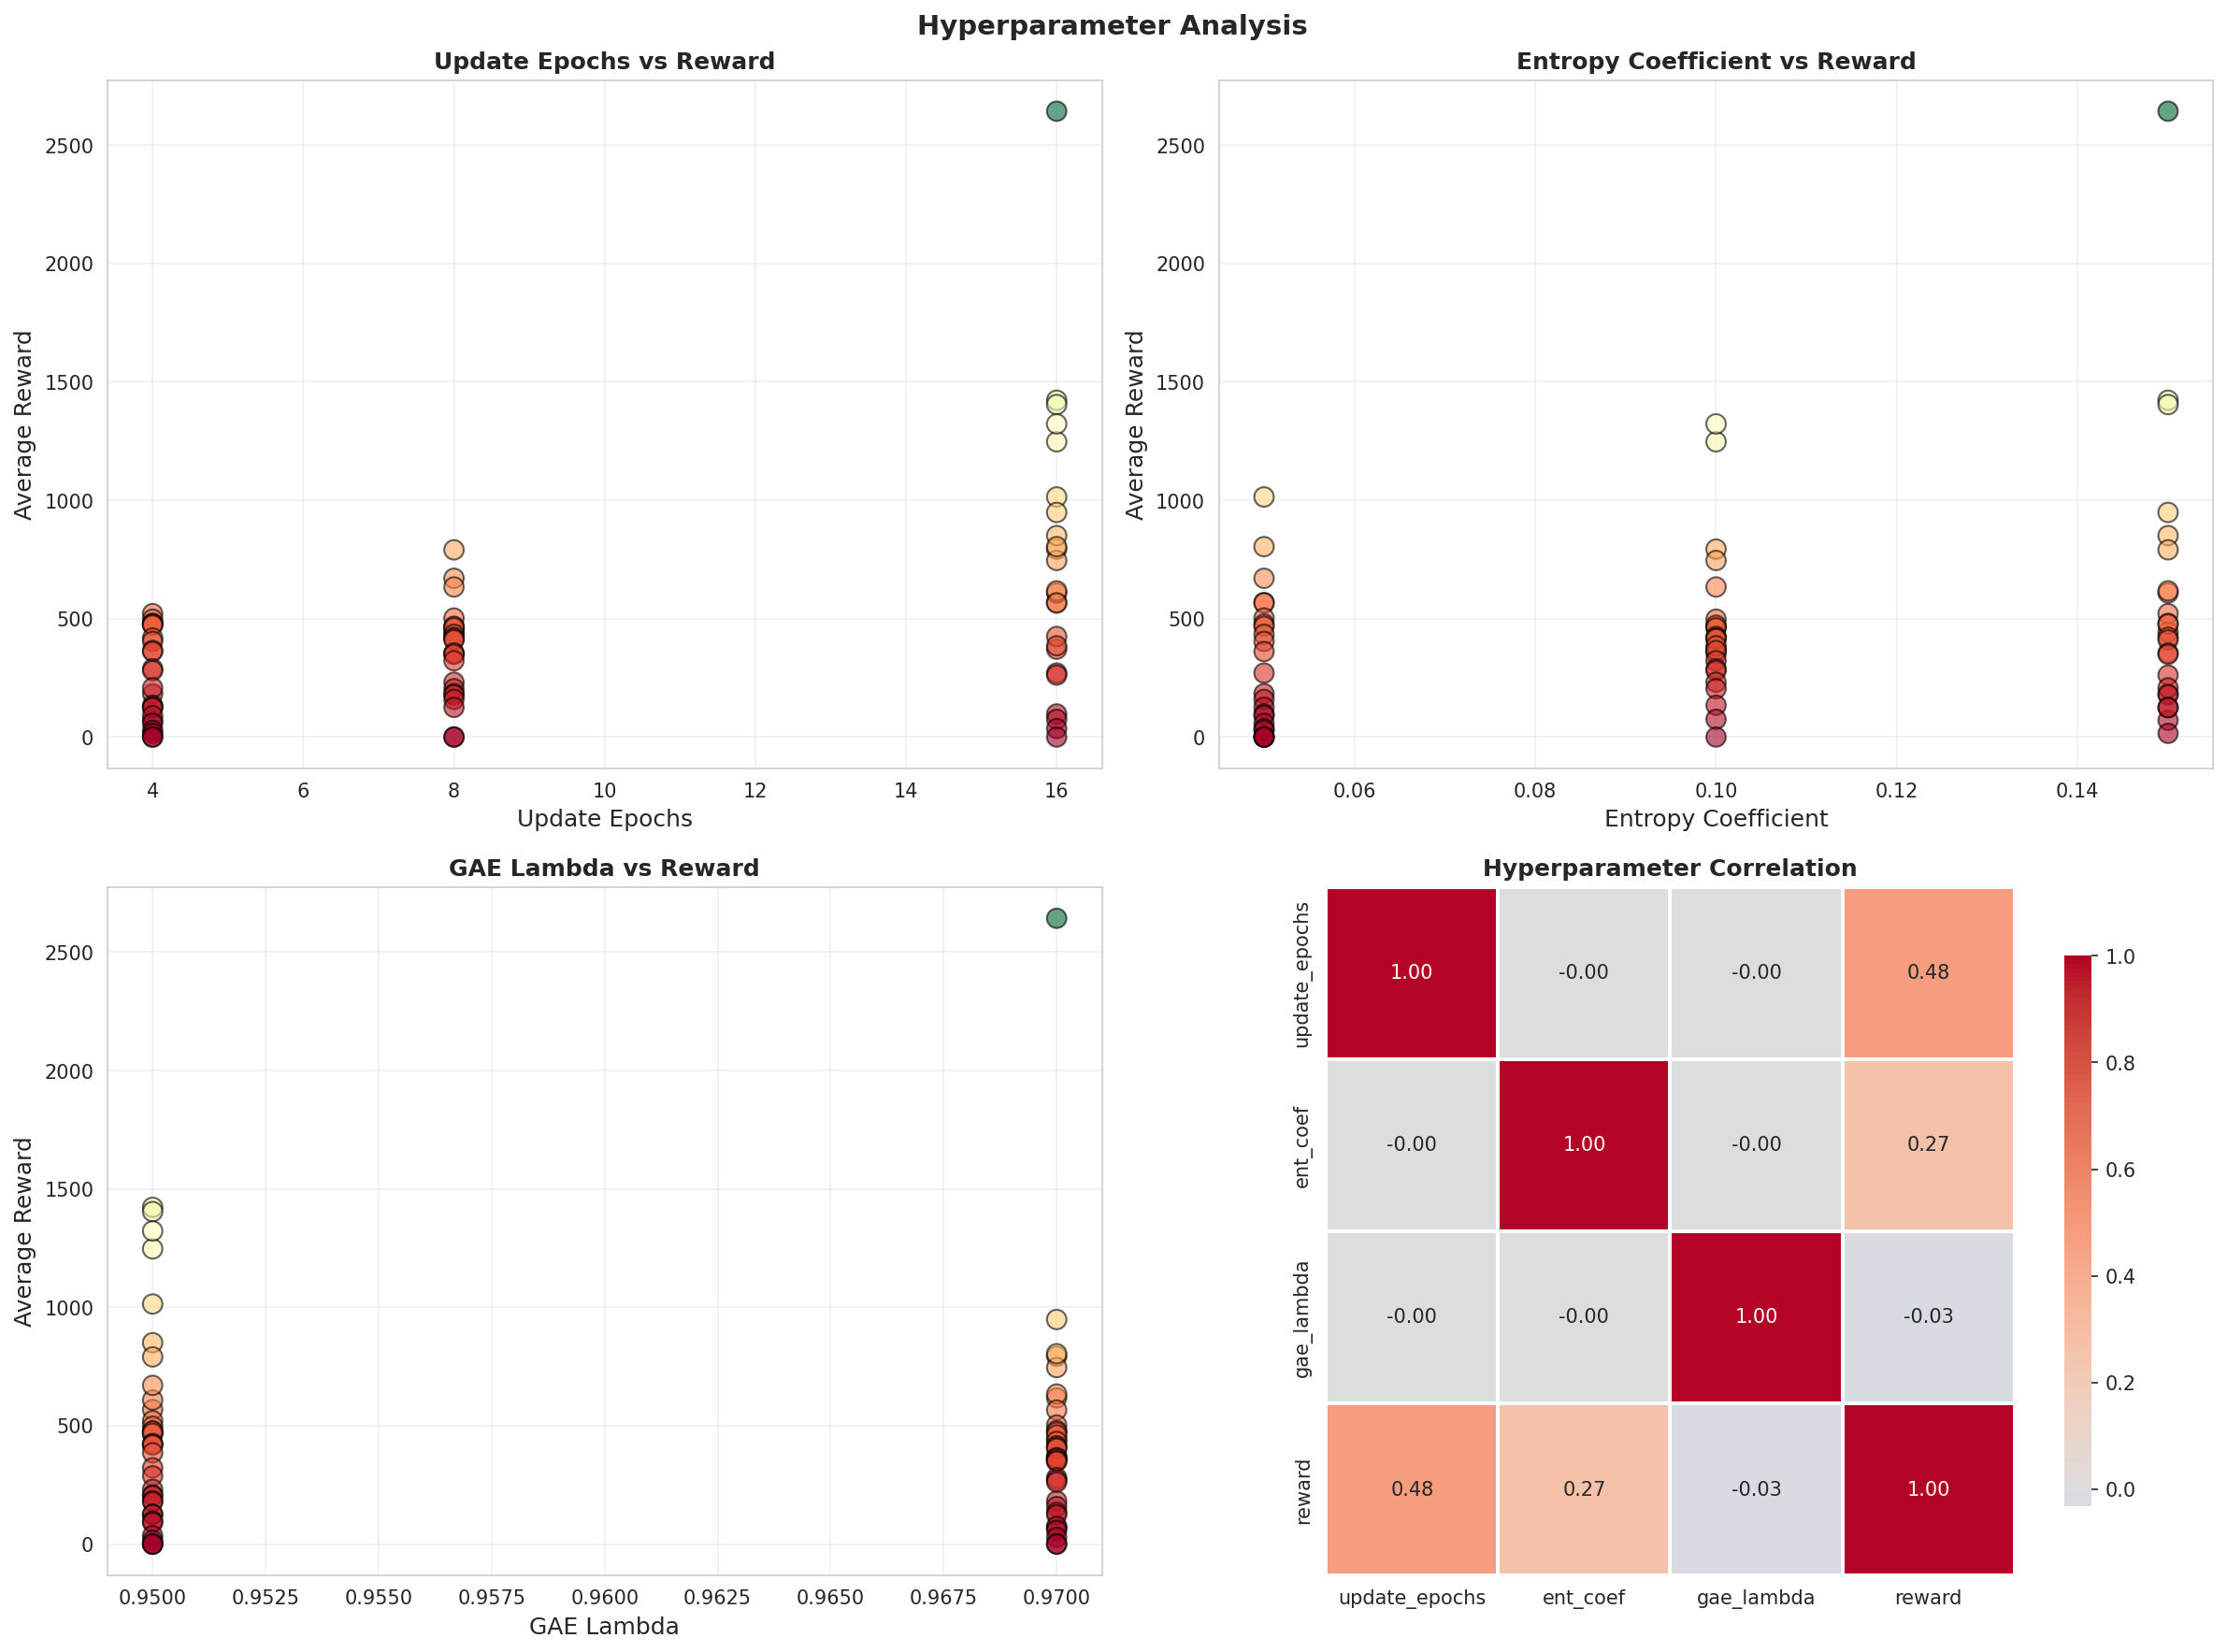 Hyperparameter Analysis
Update Epochs vs Reward
Average Reward
2500
2000
1500
1000
500
0
4 6 8 10 12 14 16
Update Epochs
Entropy Coefficient vs Reward
Average Reward
2500
2000
1500
1000
500
0
0.06 0.08 0.10 0.12 0.14
Entropy Coefficient
GAE Lambda vs Reward
Average Reward
2500
2000
1500
1000
500
0
0.9500 0.9525 0.9550 0.9575 0.9600 0.9625 0.9650 0.9675 0.9700
GAE Lambda
Hyperparameter Correlation
update_epochs 1.00 -0.00 -0.00 0.48
ent_coef -0.00 1.00 -0.00 0.27
gae_lambda -0.00 -0.00 1.00 -0.03
reward 0.48 0.27 -0.03 1.00
update_epochs ent_coef gae_lambda reward
1.0
0.8
0.6
0.4
0.2
0.0